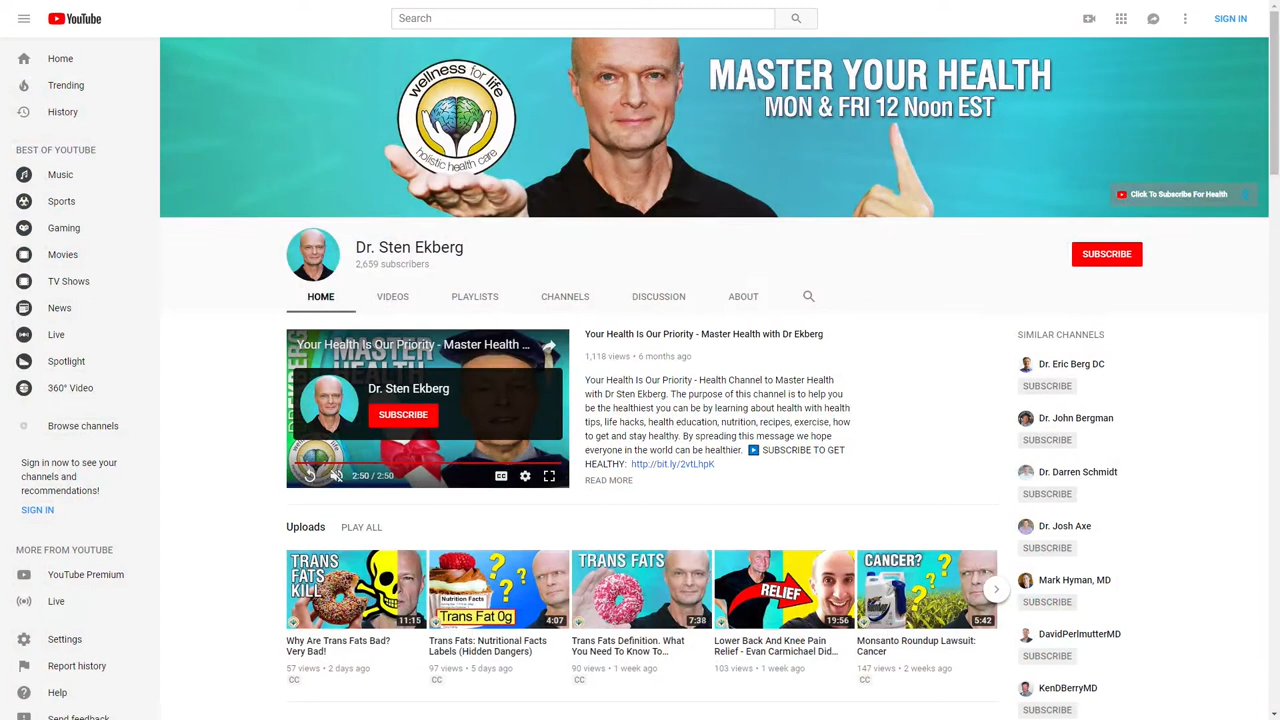 YouTube
Search
SIGN IN
Home
Trending
History
BEST OF YOUTUBE
Music
Sports
Gaming
Movies
TV Shows
News
Live
Spotlight
360° Video
Browse channels
Sign in now to see your
channels and
recommendations!
SIGN IN
MORE FROM YOUTUBE
YouTube Premium
Live
Settings
Report history
Help
Send feedback
wellness for life
holistic health care
MASTER YOUR HEALTH
MON & FRI 12 Noon EST
Click To Subscribe For Health
Dr. Sten Ekberg
2,659 subscribers
SUBSCRIBE
HOME
VIDEOS
PLAYLISTS
CHANNELS
DISCUSSION
ABOUT
Your Health Is Our Priority - Master Health ...
Dr. Sten Ekberg
SUBSCRIBE
2:50 / 2:50
CC
Your Health Is Our Priority - Master Health with Dr Ekberg
1,118 views • 6 months ago
Your Health Is Our Priority - Health Channel to Master Health
with Dr Sten Ekberg. The purpose of this channel is to help you
be the healthiest you can be by learning about health with health
tips, life hacks, health education, nutrition, recipes, exercise, how
to get and stay healthy. By spreading this message we hope
everyone in the world can be healthier. ▶ SUBSCRIBE TO GET
HEALTHY: http://bit.ly/2vtLhpK
READ MORE
Uploads
PLAY ALL
TRANS
FATS
KILL
11:15
Why Are Trans Fats Bad?
Very Bad!
57 views • 2 days ago
CC
???
Nutrition Facts
Trans Fat 0g
4:07
Trans Fats: Nutritional Facts
Labels (Hidden Dangers)
97 views • 5 days ago
CC
TRANS FATS
7:38
Trans Fats Definition. What
You Need To Know To...
90 views • 1 week ago
CC
RELIEF
19:56
Lower Back And Knee Pain
Relief - Evan Carmichael Did...
103 views • 1 week ago
CANCER?
???
5:42
Monsanto Roundup Lawsuit:
Cancer
147 views • 2 weeks ago
CC
SIMILAR CHANNELS
Dr. Eric Berg DC
SUBSCRIBE
Dr. John Bergman
SUBSCRIBE
Dr. Darren Schmidt
SUBSCRIBE
Dr. Josh Axe
SUBSCRIBE
Mark Hyman, MD
SUBSCRIBE
DavidPerlmutterMD
SUBSCRIBE
KenDBerryMD
SUBSCRIBE